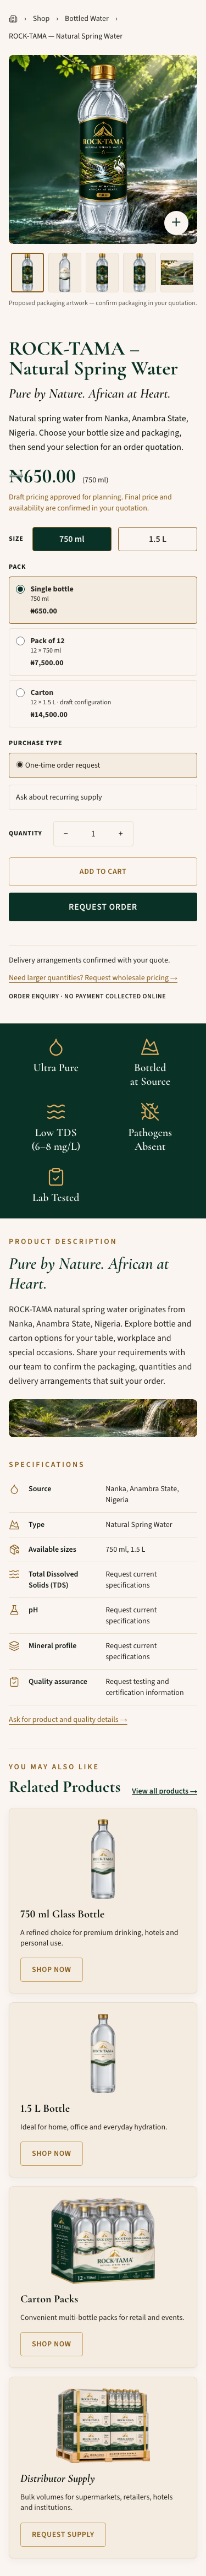 › Shop › Bottled Water ›
ROCK-TAMA — Natural Spring Water
ROCK-TAMA
+
Proposed packaging artwork — confirm packaging in your quotation.
ROCK-TAMA –
Natural Spring Water
Pure by Nature. African at Heart.
Natural spring water from Nanka, Anambra State,
Nigeria. Choose your bottle size and packaging,
then send your selection for an order quotation.
₦650.00 (750 ml)
Draft pricing approved for planning. Final price and
availability are confirmed in your quotation.
SIZE 750 ml 1.5 L
PACK
Single bottle
750 ml
₦650.00
Pack of 12
12 × 750 ml
₦7,500.00
Carton
12 × 1.5 L · draft configuration
₦14,500.00
PURCHASE TYPE
One-time order request
Ask about recurring supply
QUANTITY − 1 +
ADD TO CART
REQUEST ORDER
Delivery arrangements confirmed with your quote.
Need larger quantities? Request wholesale pricing →
ORDER ENQUIRY · NO PAYMENT COLLECTED ONLINE
Ultra Pure
Bottled
at Source
Low TDS
(6–8 mg/L)
Pathogens
Absent
Lab Tested
PRODUCT DESCRIPTION
Pure by Nature. African at
Heart.
ROCK-TAMA natural spring water originates from
Nanka, Anambra State, Nigeria. Explore bottle and
carton options for your table, workplace and
special occasions. Share your requirements with
our team to confirm the packaging, quantities and
delivery arrangements that suit your order.
SPECIFICATIONS
Source Nanka, Anambra State,
Nigeria
Type Natural Spring Water
Available sizes 750 ml, 1.5 L
Total Dissolved Request current
Solids (TDS) specifications
pH Request current
specifications
Mineral profile Request current
specifications
Quality assurance Request testing and
certification information
Ask for product and quality details →
YOU MAY ALSO LIKE
Related Products View all products →
ROCK-TAMA
750 ml Glass Bottle
A refined choice for premium drinking, hotels and
personal use.
SHOP NOW
ROCK-TAMA
1.5 L Bottle
Ideal for home, office and everyday hydration.
SHOP NOW
ROCK-TAMA
Carton Packs
Convenient multi-bottle packs for retail and events.
SHOP NOW
ROCK-TAMA
Distributor Supply
Bulk volumes for supermarkets, retailers, hotels
and institutions.
REQUEST SUPPLY